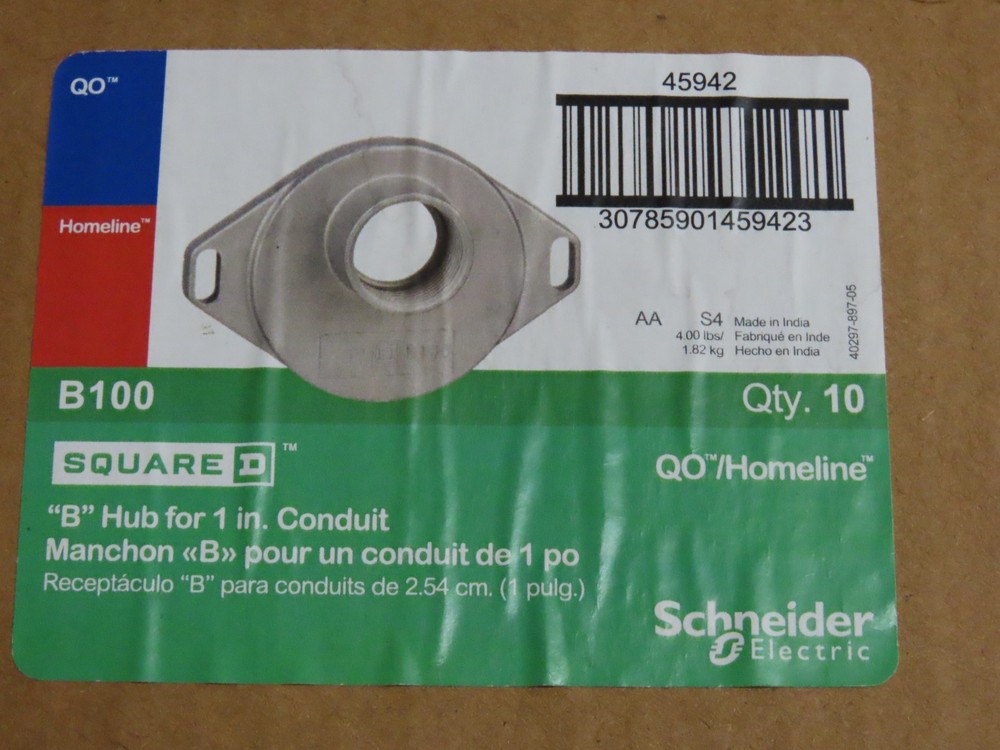 QO™
Homeline™
45942
30785901459423
AA S4 Made in India
4.00 lbs/ Fabriqué en Inde
1.82 kg Hecho en India
40297-897-05
B100
Qty. 10
SQUARE D™
QO™/Homeline™
“B” Hub for 1 in. Conduit
Manchon «B» pour un conduit de 1 po
Receptáculo “B” para conduits de 2.54 cm. (1 pulg.)
Schneider
Electric